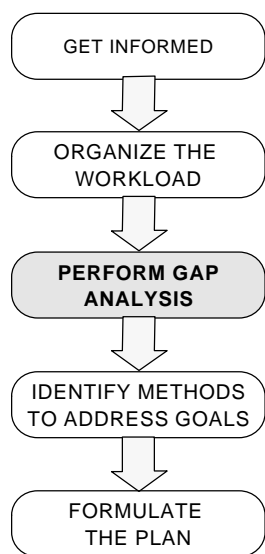 GET INFORMED
ORGANIZE THE
WORKLOAD
PERFORM GAP
ANALYSIS
IDENTIFY METHODS
TO ADDRESS GOALS
FORMULATE
THE PLAN